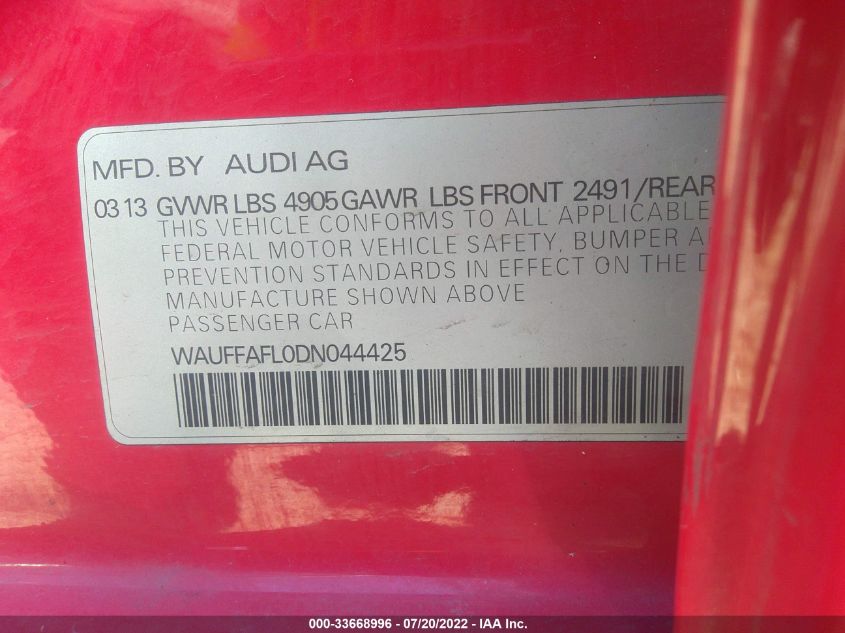 MFD. BY AUDI AG
03 13 GVWR LBS 4905 GAWR LBS FRONT 2491/REAR
THIS VEHICLE CONFORMS TO ALL APPLICABLE
FEDERAL MOTOR VEHICLE SAFETY, BUMPER
PREVENTION STANDARDS IN EFFECT ON THE
MANUFACTURE SHOWN ABOVE
PASSENGER CAR
WAUFFAFL0DN044425
000-33668996 - 07/20/2022 - IAA Inc.